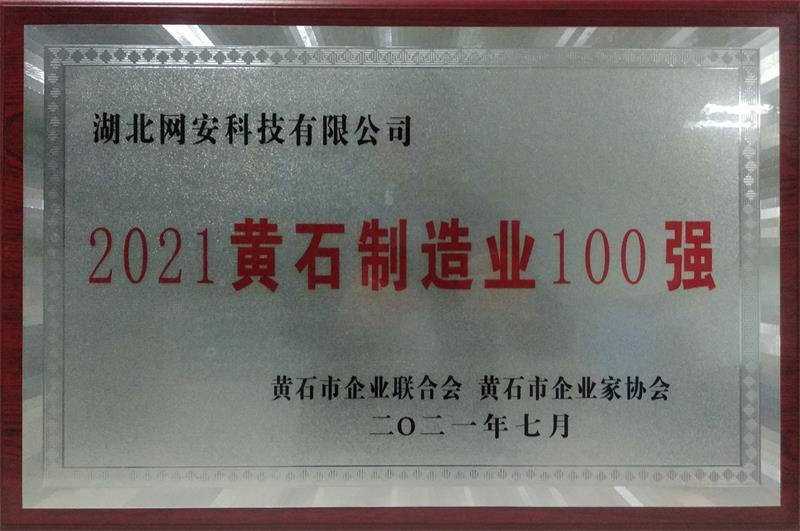 湖北网安科技有限公司
2021黄石制造业100强
黄石市企业联合会 黄石市企业家协会
二〇二一年七月